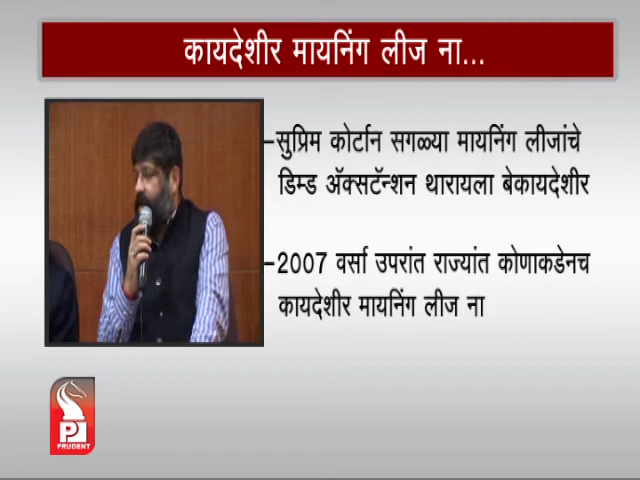 कायदेशीर मायनिंग लीज ना...
-सुप्रिम कोर्टान सगळ्या मायनिंग लीजांचे
डिम्ड ॲक्सटॅन्शन थारायला बेकायदेशीर
-2007 वर्सा उपरांत राज्यांत कोणाकडेनच
कायदेशीर मायनिंग लीज ना
PRUDENT